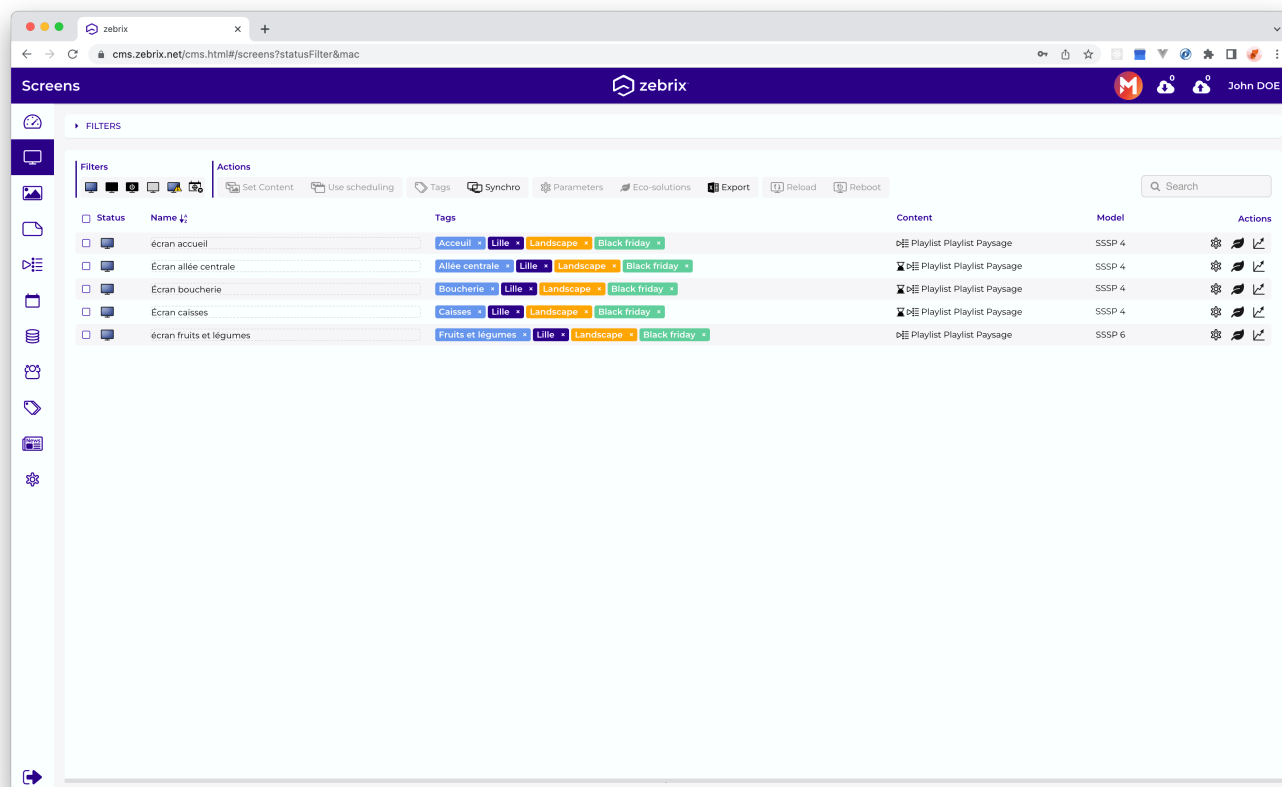 zebrix
cms.zebrix.net/cms.html#/screens?statusFilter&mac
Screens
zebrix
0
0
John DOE
FILTERS
Filters
Actions
Set Content
Use scheduling
Tags
Synchro
Parameters
Eco-solutions
Export
Reload
Reboot
Search
Status Name Tags Content Model Actions
écran accueil Acceuil × Lille × Landscape × Black friday × Playlist Playlist Paysage SSSP 4
Écran allée centrale Allée centrale × Lille × Landscape × Black friday × Playlist Playlist Paysage SSSP 4
Écran boucherie Boucherie × Lille × Landscape × Black friday × Playlist Playlist Paysage SSSP 4
Écran caisses Caisses × Lille × Landscape × Black friday × Playlist Playlist Paysage SSSP 4
écran fruits et légumes Fruits et légumes × Lille × Landscape × Black friday × Playlist Playlist Paysage SSSP 6
News